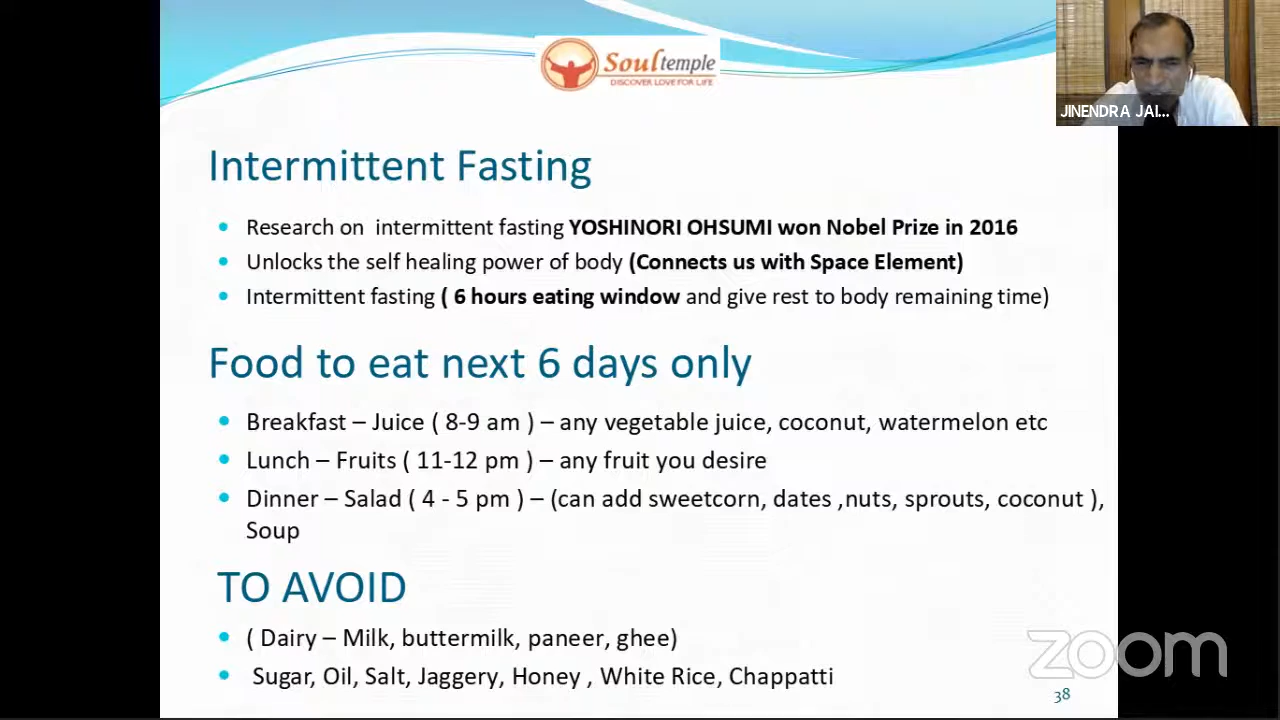 Soultemple
DISCOVER LOVE FOR LIFE
JINENDRA JAI...
Intermittent Fasting
• Research on intermittent fasting YOSHINORI OHSUMI won Nobel Prize in 2016
• Unlocks the self healing power of body (Connects us with Space Element)
• Intermittent fasting ( 6 hours eating window and give rest to body remaining time)
Food to eat next 6 days only
• Breakfast – Juice ( 8-9 am ) – any vegetable juice, coconut, watermelon etc
• Lunch – Fruits ( 11-12 pm ) – any fruit you desire
• Dinner – Salad ( 4 - 5 pm ) – (can add sweetcorn, dates ,nuts, sprouts, coconut ),
Soup
TO AVOID
• ( Dairy – Milk, buttermilk, paneer, ghee)
• Sugar, Oil, Salt, Jaggery, Honey , White Rice, Chappatti
zoom
38